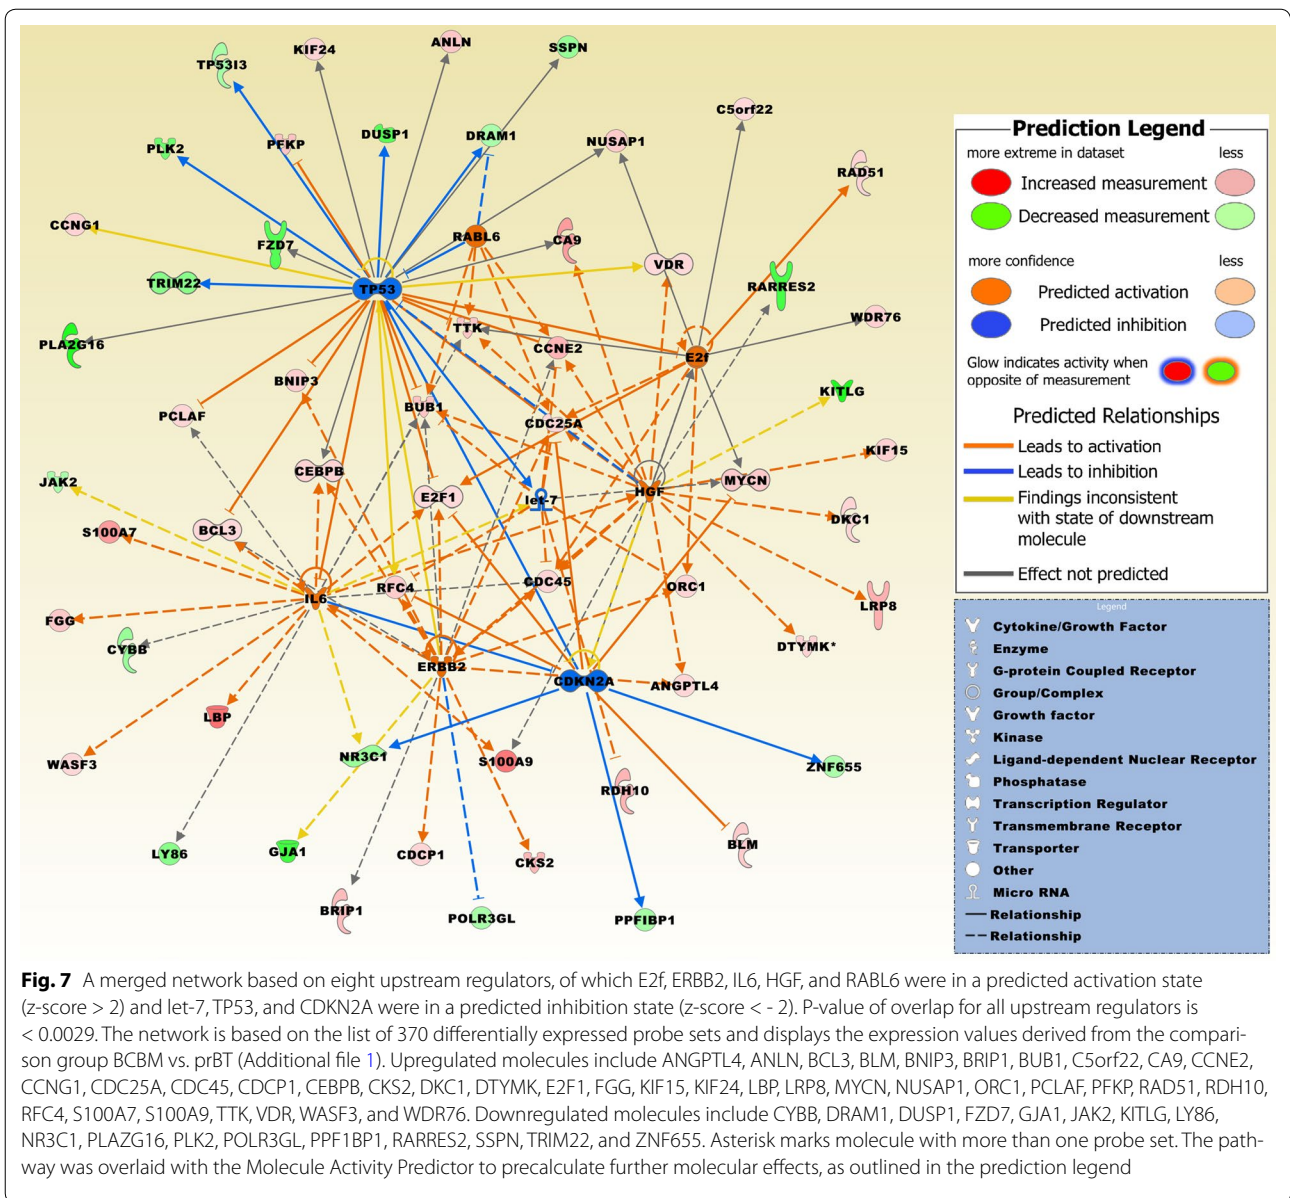 KIF24
ANLN
SSPN
TP53I3
C5orf22
PLK2
PFKP
DUSP1
DRAM1
NUSAP1
RAD51
CCNG1
FZD7
RABL6
CA9
VDR
RARRES2
TRIM22
TP53
WDR76
PLA2G16
TTK
CCNE2
E2f
BNIP3
KITLG
PCLAF
BUB1
CDC25A
KIF15
CEBPB
MYCN
JAK2
E2F1
let-7
HGF
DKC1
S100A7
BCL3
RFC4
CDC45
ORC1
IL6
LRP8
FGG
CYBB
ERBB2
DTYMK*
CDKN2A
ANGPTL4
LBP
WASF3
NR3C1
S100A9
ZNF655
RDH10
LY86
GJA1
CDCP1
CKS2
BLM
BRIP1
POLR3GL
PPFIBP1
Prediction Legend
more extreme in dataset less
Increased measurement
Decreased measurement
more confidence less
Predicted activation
Predicted inhibition
Glow indicates activity when
opposite of measurement
Predicted Relationships
Leads to activation
Leads to inhibition
Findings inconsistent
with state of downstream
molecule
Effect not predicted
Legend
Cytokine/Growth Factor
Enzyme
G-protein Coupled Receptor
Group/Complex
Growth factor
Kinase
Ligand-dependent Nuclear Receptor
Phosphatase
Transcription Regulator
Transmembrane Receptor
Transporter
Other
Micro RNA
Relationship
Relationship
Fig. 7 A merged network based on eight upstream regulators, of which E2f, ERBB2, IL6, HGF, and RABL6 were in a predicted activation state
(z-score > 2) and let-7, TP53, and CDKN2A were in a predicted inhibition state (z-score < - 2). P-value of overlap for all upstream regulators is
< 0.0029. The network is based on the list of 370 differentially expressed probe sets and displays the expression values derived from the compari-
son group BCBM vs. prBT (Additional file 1). Upregulated molecules include ANGPTL4, ANLN, BCL3, BLM, BNIP3, BRIP1, BUB1, C5orf22, CA9, CCNE2,
CCNG1, CDC25A, CDC45, CDCP1, CEBPB, CKS2, DKC1, DTYMK, E2F1, FGG, KIF15, KIF24, LBP, LRP8, MYCN, NUSAP1, ORC1, PCLAF, PFKP, RAD51, RDH10,
RFC4, S100A7, S100A9, TTK, VDR, WASF3, and WDR76. Downregulated molecules include CYBB, DRAM1, DUSP1, FZD7, GJA1, JAK2, KITLG, LY86,
NR3C1, PLAZG16, PLK2, POLR3GL, PPF1BP1, RARRES2, SSPN, TRIM22, and ZNF655. Asterisk marks molecule with more than one probe set. The path-
way was overlaid with the Molecule Activity Predictor to precalculate further molecular effects, as outlined in the prediction legend